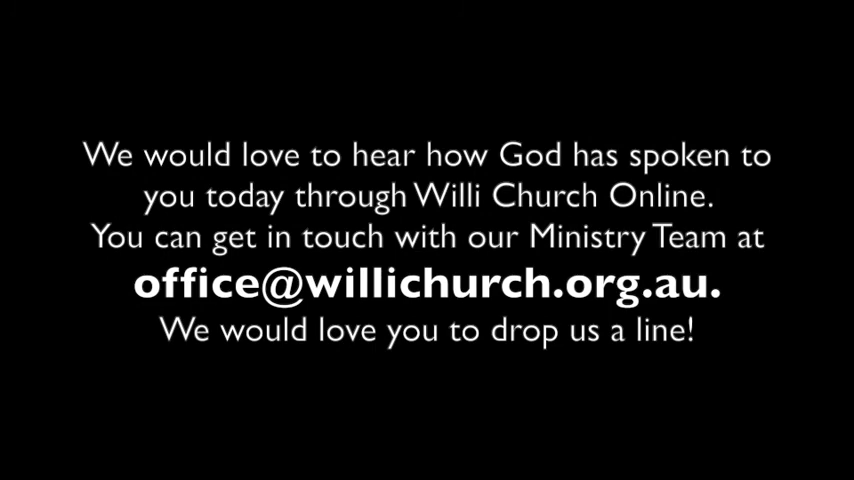 We would love to hear how God has spoken to
you today through Willi Church Online.
You can get in touch with our Ministry Team at
office@willichurch.org.au.
We would love you to drop us a line!